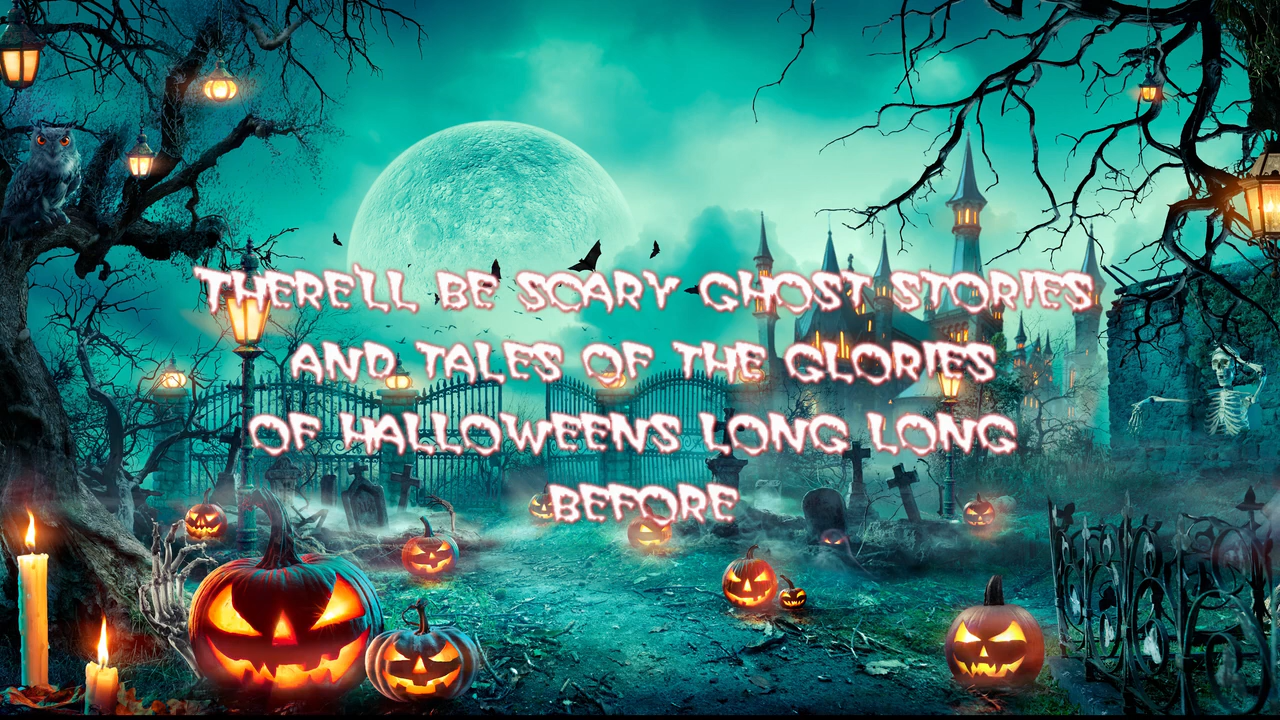 THERE'LL BE SCARY GHOST STORIES
AND TALES OF THE GLORIES
OF HALLOWEENS LONG LONG
BEFORE